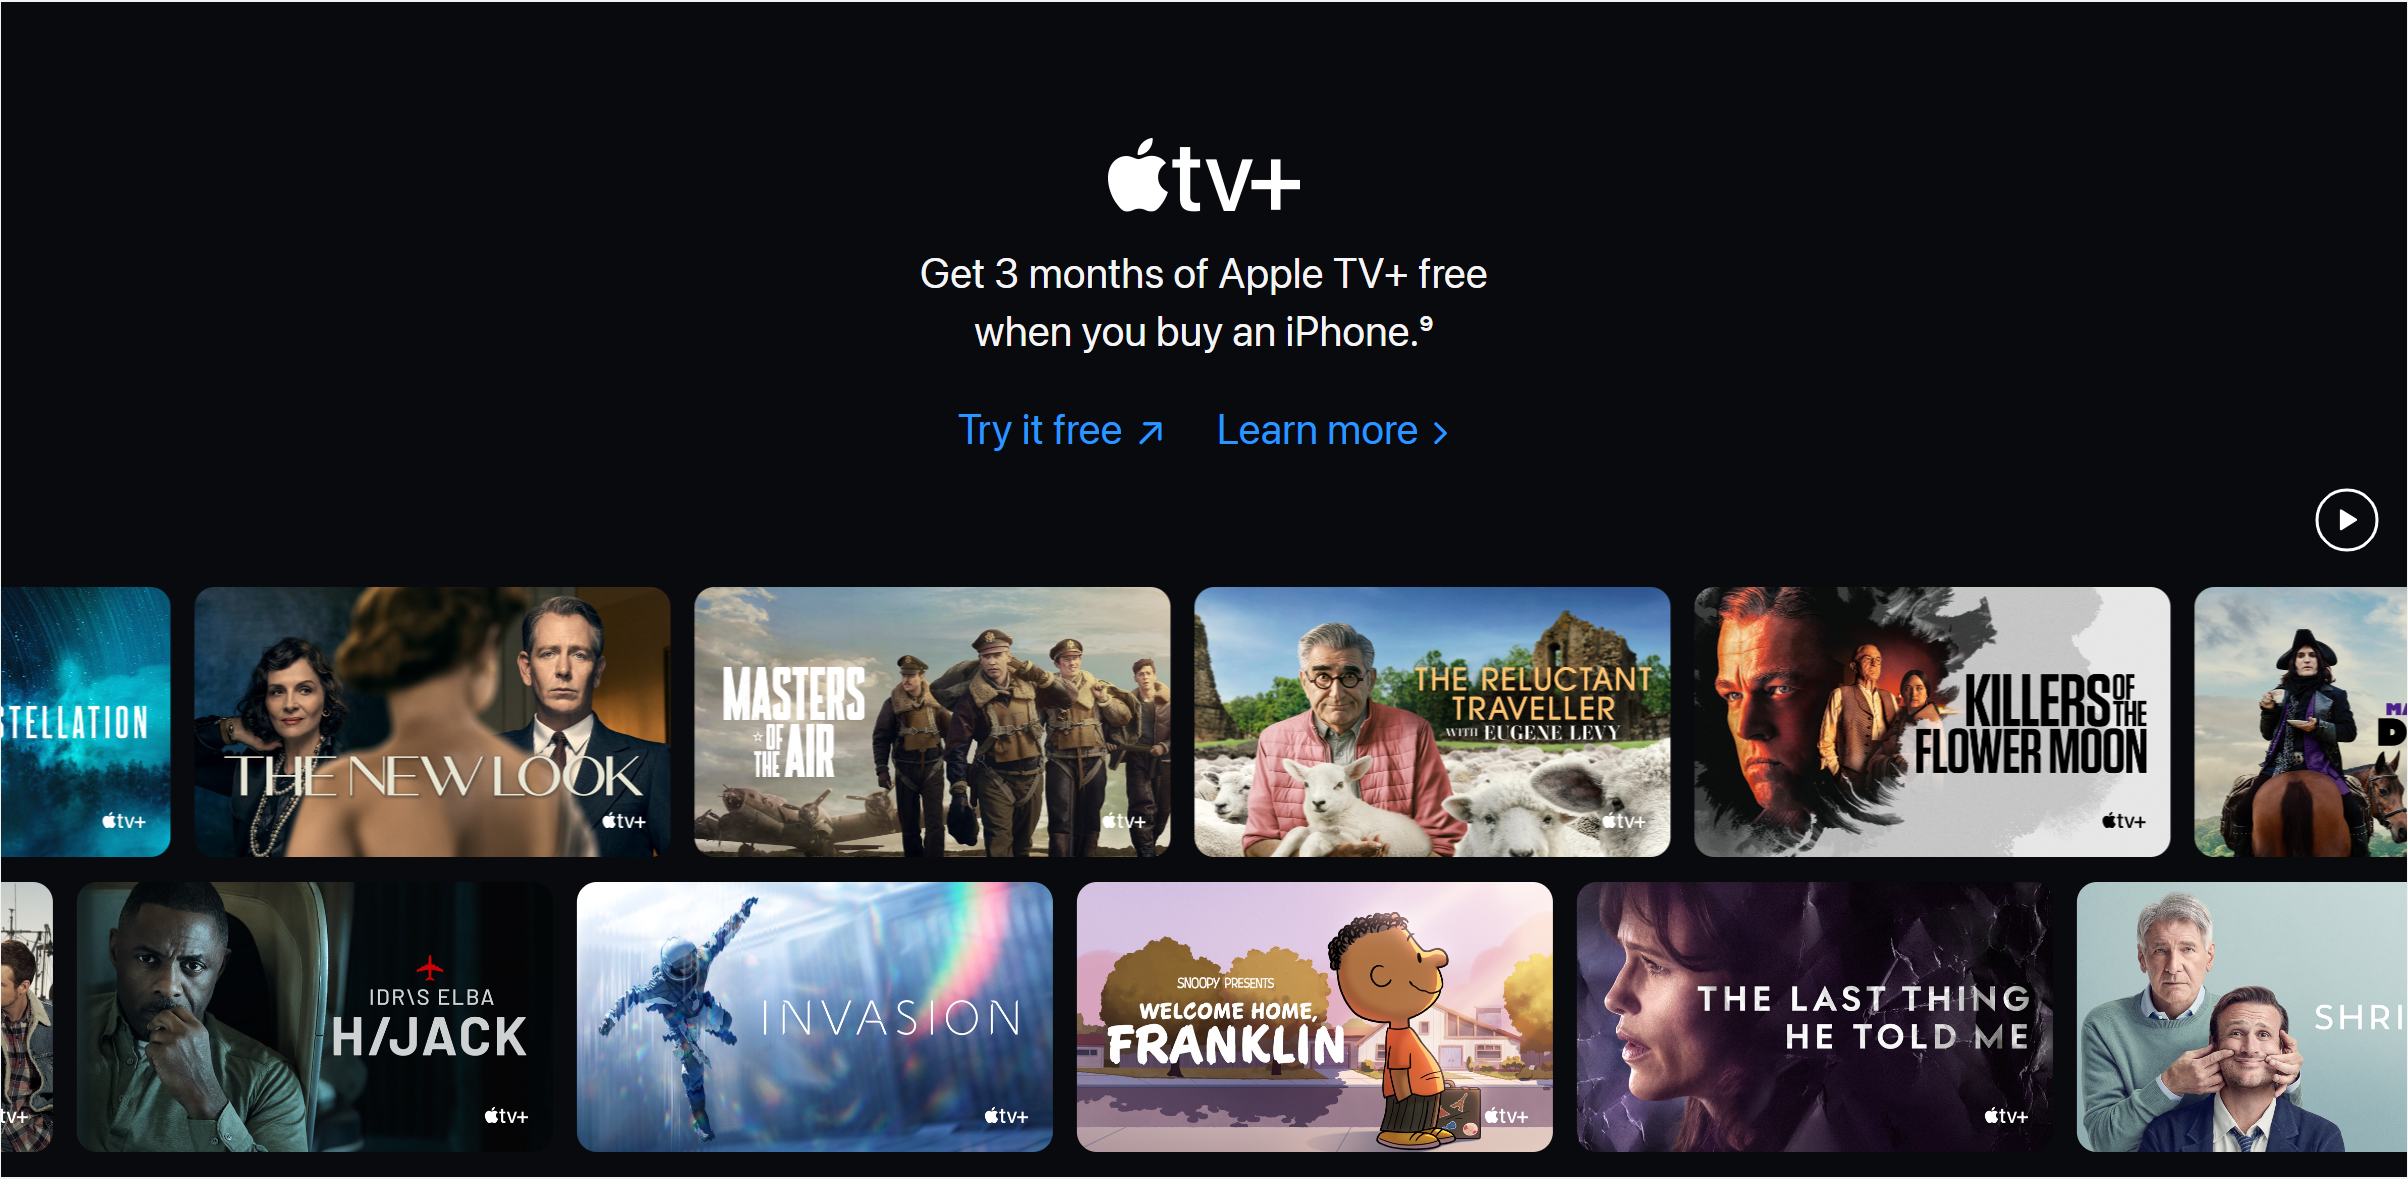 tv+
Get 3 months of Apple TV+ free
when you buy an iPhone.⁹
Try it free
Learn more
STELLATION
tv+
THE NEW LOOK
tv+
MASTERS
OF
THE AIR
tv+
THE RELUCTANT
TRAVELLER
WITH EUGENE LEVY
tv+
KILLERS OF
THE
FLOWER MOON
tv+
MA
D
tv+
IDR\S ELBA
H/JACK
tv+
INVASION
tv+
SNOOPY PRESENTS
WELCOME HOME,
FRANKLIN
tv+
THE LAST THING
HE TOLD ME
tv+
SHRI